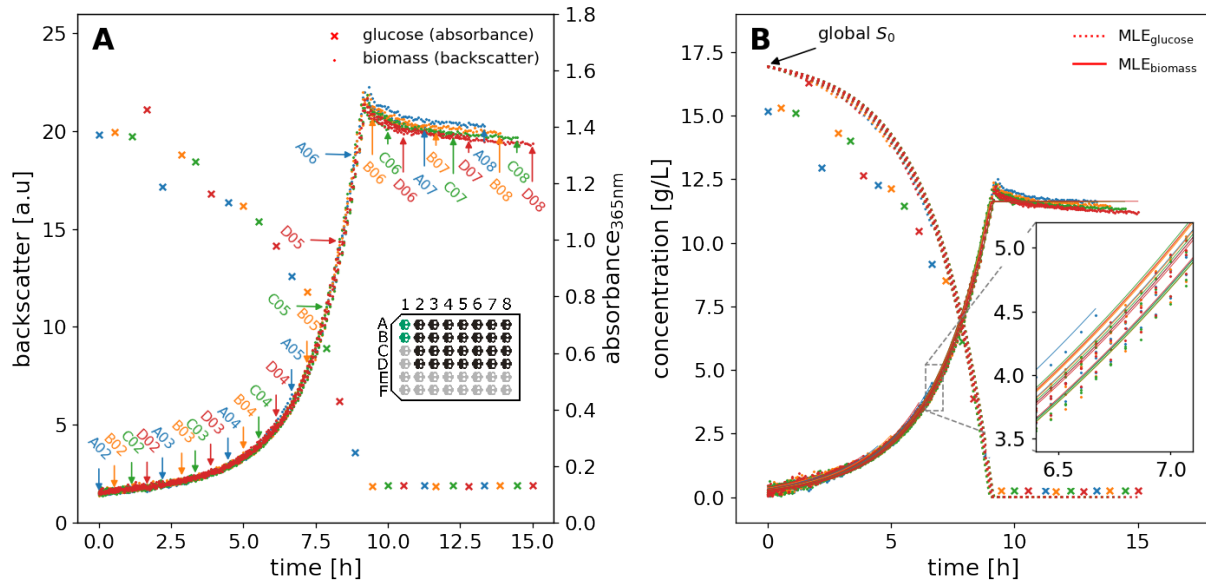 A
glucose (absorbance)
biomass (backscatter)
25
20
15
10
5
0
backscatter [a.u]
1.8
1.6
1.4
1.2
1.0
0.8
0.6
0.4
0.2
0.0
absorbance365nm
0.0 2.5 5.0 7.5 10.0 12.5 15.0
time [h]
A02
B02
C02
D02
A03
B03
C03
D03
A04
B04
C04
D04
A05
B05
C05
D05
A06
B06
C06
D06
A07
B07
C07
D07
A08
B08
C08
D08
1 2 3 4 5 6 7 8
A
B
C
D
E
F
B
global S0
MLEglucose
MLEbiomass
17.5
15.0
12.5
10.0
7.5
5.0
2.5
0.0
concentration [g/L]
0 5 10 15
time [h]
5.0
4.5
4.0
3.5
6.5 7.0